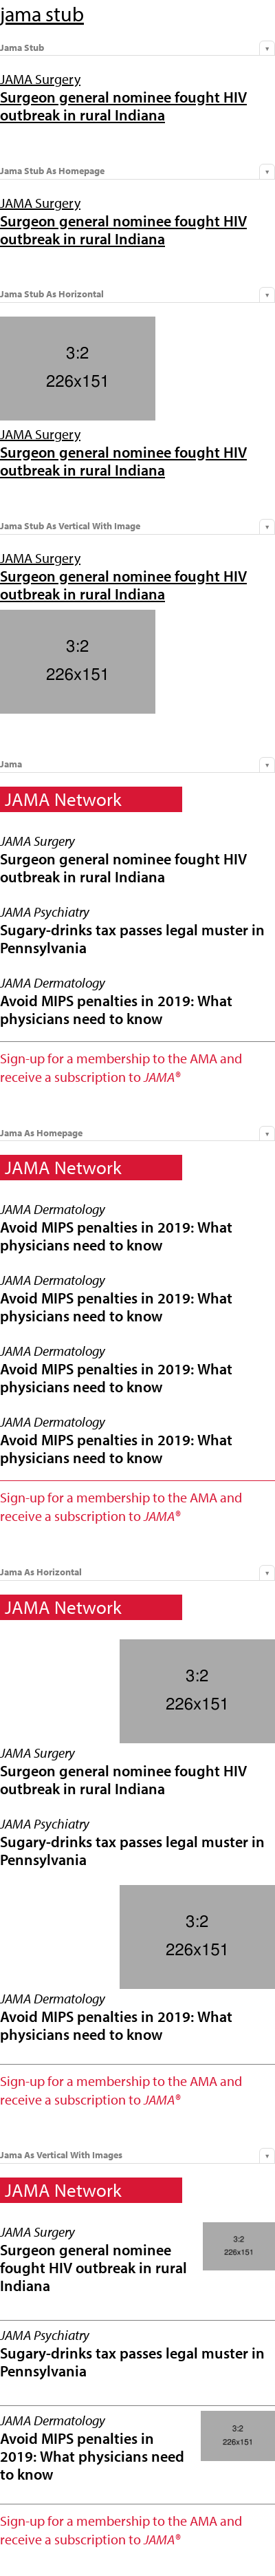 jama stub
Jama Stub
JAMA Surgery
Surgeon general nominee fought HIV
outbreak in rural Indiana
Jama Stub As Homepage
JAMA Surgery
Surgeon general nominee fought HIV
outbreak in rural Indiana
Jama Stub As Horizontal
3:2
226x151
JAMA Surgery
Surgeon general nominee fought HIV
outbreak in rural Indiana
Jama Stub As Vertical With Image
JAMA Surgery
Surgeon general nominee fought HIV
outbreak in rural Indiana
3:2
226x151
Jama
JAMA Network
JAMA Surgery
Surgeon general nominee fought HIV
outbreak in rural Indiana
JAMA Psychiatry
Sugary-drinks tax passes legal muster in
Pennsylvania
JAMA Dermatology
Avoid MIPS penalties in 2019: What
physicians need to know
Sign-up for a membership to the AMA and
receive a subscription to JAMA®
Jama As Homepage
JAMA Network
JAMA Dermatology
Avoid MIPS penalties in 2019: What
physicians need to know
JAMA Dermatology
Avoid MIPS penalties in 2019: What
physicians need to know
JAMA Dermatology
Avoid MIPS penalties in 2019: What
physicians need to know
JAMA Dermatology
Avoid MIPS penalties in 2019: What
physicians need to know
Sign-up for a membership to the AMA and
receive a subscription to JAMA®
Jama As Horizontal
JAMA Network
3:2
226x151
JAMA Surgery
Surgeon general nominee fought HIV
outbreak in rural Indiana
JAMA Psychiatry
Sugary-drinks tax passes legal muster in
Pennsylvania
3:2
226x151
JAMA Dermatology
Avoid MIPS penalties in 2019: What
physicians need to know
Sign-up for a membership to the AMA and
receive a subscription to JAMA®
Jama As Vertical With Images
JAMA Network
JAMA Surgery
Surgeon general nominee
fought HIV outbreak in rural
Indiana
3:2
226x151
JAMA Psychiatry
Sugary-drinks tax passes legal muster in
Pennsylvania
JAMA Dermatology
Avoid MIPS penalties in
2019: What physicians need
to know
3:2
226x151
Sign-up for a membership to the AMA and
receive a subscription to JAMA®